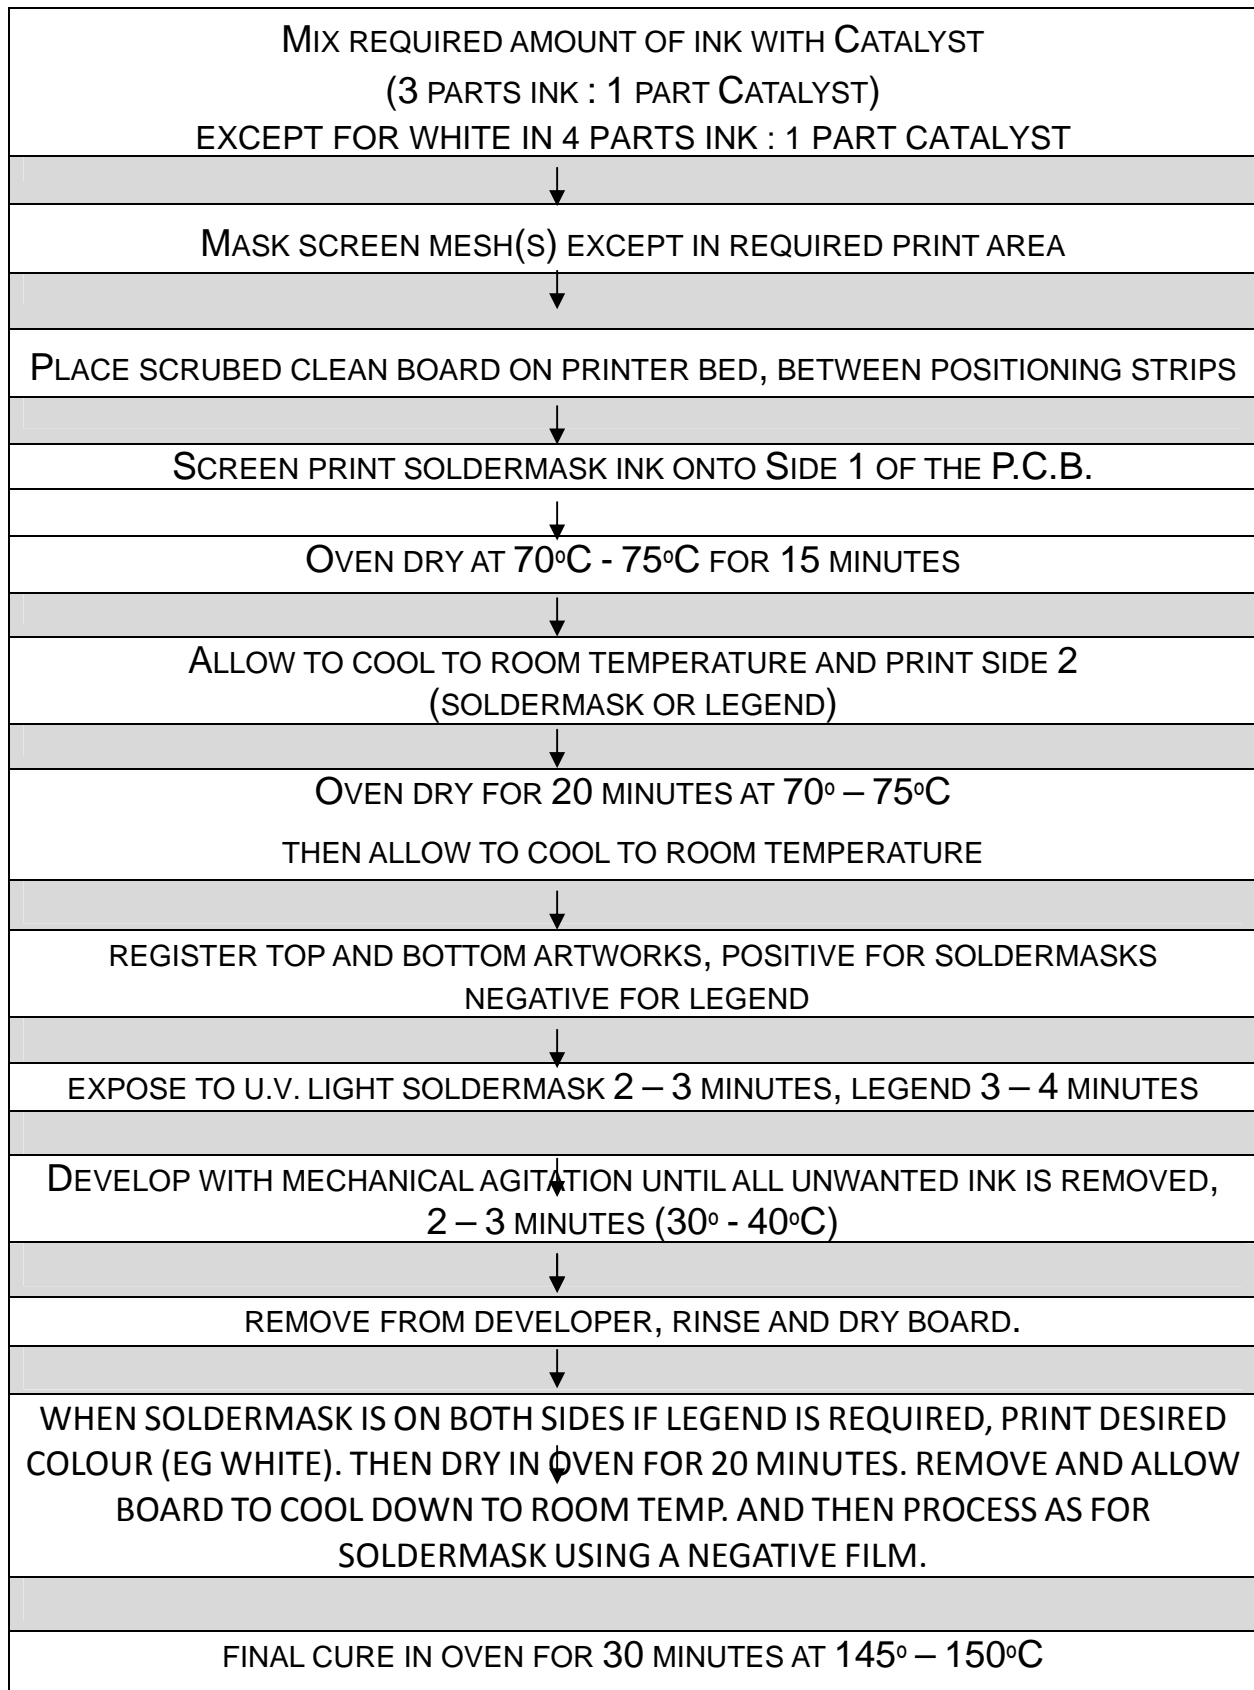 MIX REQUIRED AMOUNT OF INK WITH CATALYST
(3 PARTS INK : 1 PART CATALYST)
EXCEPT FOR WHITE IN 4 PARTS INK : 1 PART CATALYST
MASK SCREEN MESH(S) EXCEPT IN REQUIRED PRINT AREA
PLACE SCRUBED CLEAN BOARD ON PRINTER BED, BETWEEN POSITIONING STRIPS
SCREEN PRINT SOLDERMASK INK ONTO SIDE 1 OF THE P.C.B.
OVEN DRY AT 70ºC - 75ºC FOR 15 MINUTES
ALLOW TO COOL TO ROOM TEMPERATURE AND PRINT SIDE 2
(SOLDERMASK OR LEGEND)
OVEN DRY FOR 20 MINUTES AT 70º – 75ºC
THEN ALLOW TO COOL TO ROOM TEMPERATURE
REGISTER TOP AND BOTTOM ARTWORKS, POSITIVE FOR SOLDERMASKS
NEGATIVE FOR LEGEND
EXPOSE TO U.V. LIGHT SOLDERMASK 2 – 3 MINUTES, LEGEND 3 – 4 MINUTES
DEVELOP WITH MECHANICAL AGITATION UNTIL ALL UNWANTED INK IS REMOVED,
2 – 3 MINUTES (30º - 40ºC)
REMOVE FROM DEVELOPER, RINSE AND DRY BOARD.
WHEN SOLDERMASK IS ON BOTH SIDES IF LEGEND IS REQUIRED, PRINT DESIRED
COLOUR (EG WHITE). THEN DRY IN OVEN FOR 20 MINUTES. REMOVE AND ALLOW
BOARD TO COOL DOWN TO ROOM TEMP. AND THEN PROCESS AS FOR
SOLDERMASK USING A NEGATIVE FILM.
FINAL CURE IN OVEN FOR 30 MINUTES AT 145º – 150ºC